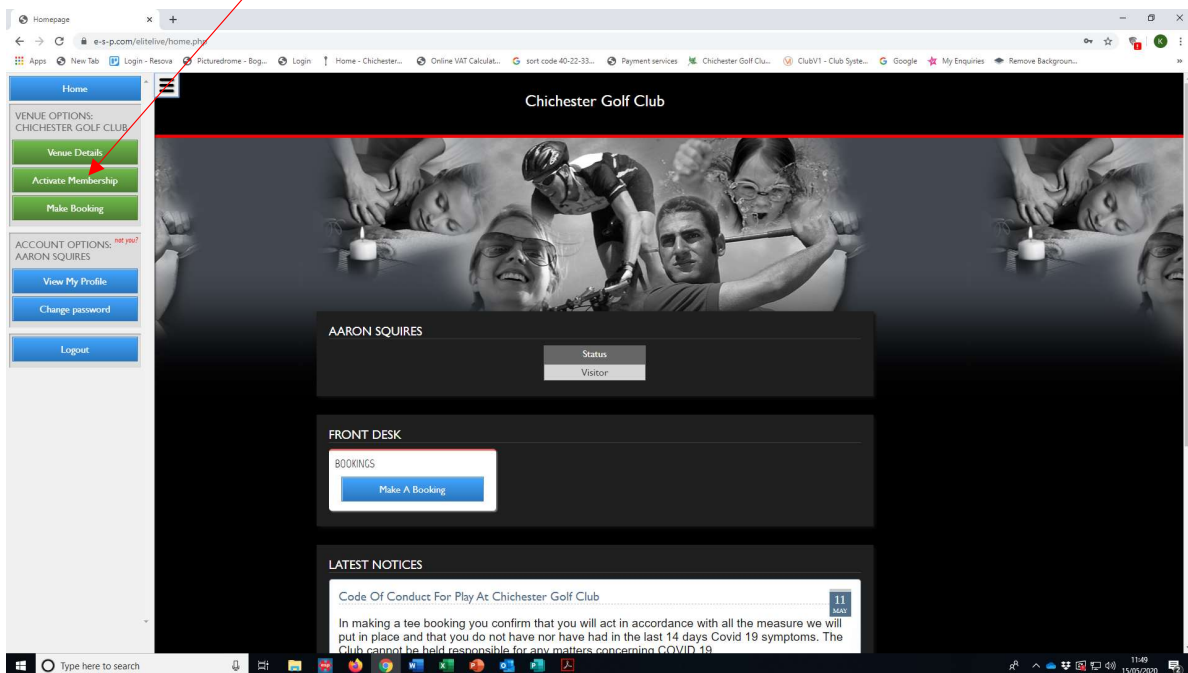 Homepage
e-s-p.com/elitelive/home.php
Apps New Tab Login - Resova Picturedrome - Bog... Login Home - Chichester... Online VAT Calculat... sort code 40-22-33... Payment services Chichester Golf Clu... ClubV1 - Club Syste... Google My Enquiries Remove Backgroun...
Home
VENUE OPTIONS:
CHICHESTER GOLF CLUB
Venue Details
Activate Membership
Make Booking
ACCOUNT OPTIONS: not you?
AARON SQUIRES
View My Profile
Change password
Logout
Chichester Golf Club
AARON SQUIRES
Status
Visitor
FRONT DESK
BOOKINGS
Make A Booking
LATEST NOTICES
Code Of Conduct For Play At Chichester Golf Club
11
MAY
In making a tee booking you confirm that you will act in accordance with all the measure we will
put in place and that you do not have nor have had in the last 14 days Covid 19 symptoms. The
Club cannot be held responsible for any matters concerning COVID 19
Type here to search
11:49
15/05/2020